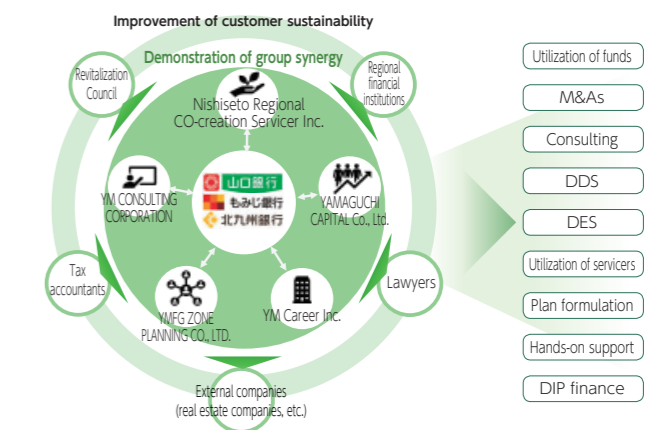 Improvement of customer sustainability
Demonstration of group synergy
Revitalization
Council
Regional
financial
institutions
Nishiseto Regional
CO-creation Servicer Inc.
YM CONSULTING
CORPORATION
山口銀行
もみじ銀行
北九州銀行
YAMAGUCHI
CAPITAL Co., Ltd.
Tax
accountants
Lawyers
YMFG ZONE
PLANNING CO., LTD.
YM Career Inc.
External companies
(real estate companies, etc.)
Utilization of funds
M&As
Consulting
DDS
DES
Utilization of servicers
Plan formulation
Hands-on support
DIP finance